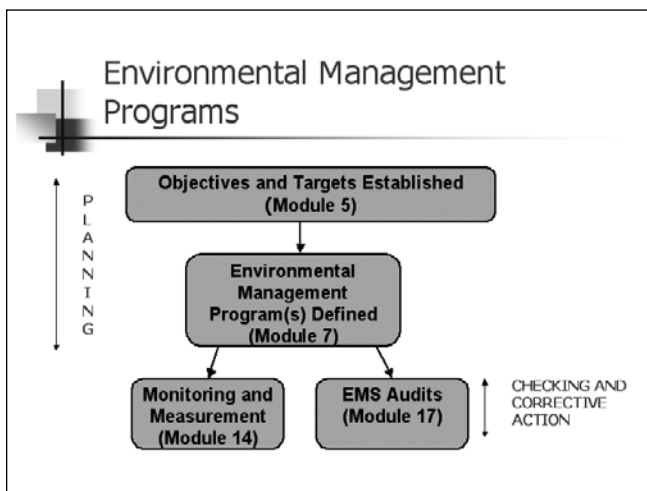 Environmental Management
Programs
Objectives and Targets Established
(Module 5)
PLANNING
Environmental
Management
Program(s) Defined
(Module 7)
Monitoring and
Measurement
(Module 14)
EMS Audits
(Module 17)
CHECKING AND
CORRECTIVE
ACTION